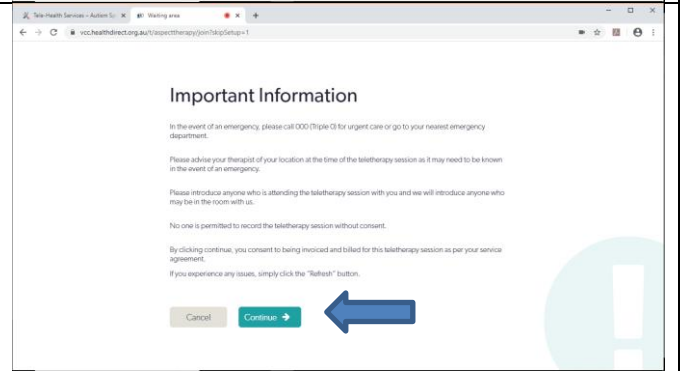 Tele-Health Services – Autism Sp
Waiting area
vcc.healthdirect.org.au/t/aspecttherapy/join?skipSetup=1
Important Information
In the event of an emergency, please call 000 (Triple 0) for urgent care or go to your nearest emergency
department.
Please advise your therapist of your location at the time of the teletherapy session as it may need to be known
in the event of an emergency.
Please introduce anyone who is attending the teletherapy session with you and we will introduce anyone who
may be in the room with us.
No one is permitted to record the teletherapy session without consent.
By clicking continue, you consent to being invoiced and billed for this teletherapy session as per your service
agreement.
If you experience any issues, simply click the "Refresh" button.
Cancel
Continue →